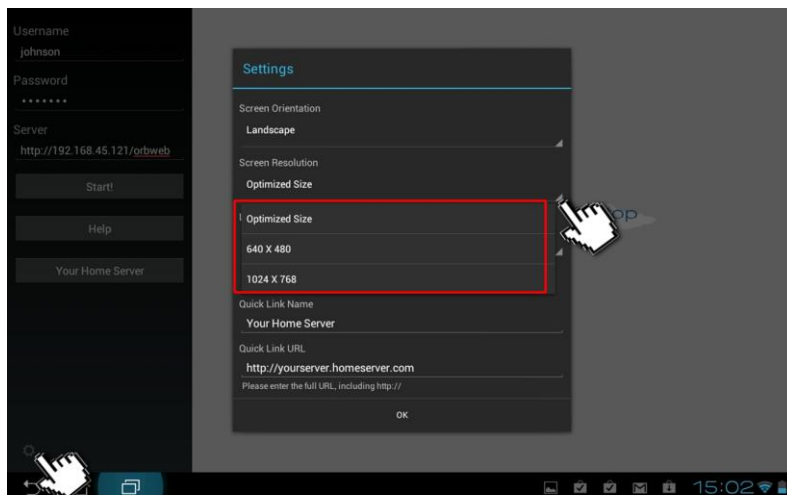 Username
johnson
Password
•••••••
Server
http://192.168.45.121/orbweb
Start!
Help
Your Home Server
Settings
Screen Orientation
Landscape
Screen Resolution
Optimized Size
Optimized Size
640 X 480
1024 X 768
Quick Link Name
Your Home Server
Quick Link URL
http://yourserver.homeserver.com
Please enter the full URL, including http://
OK
15:02